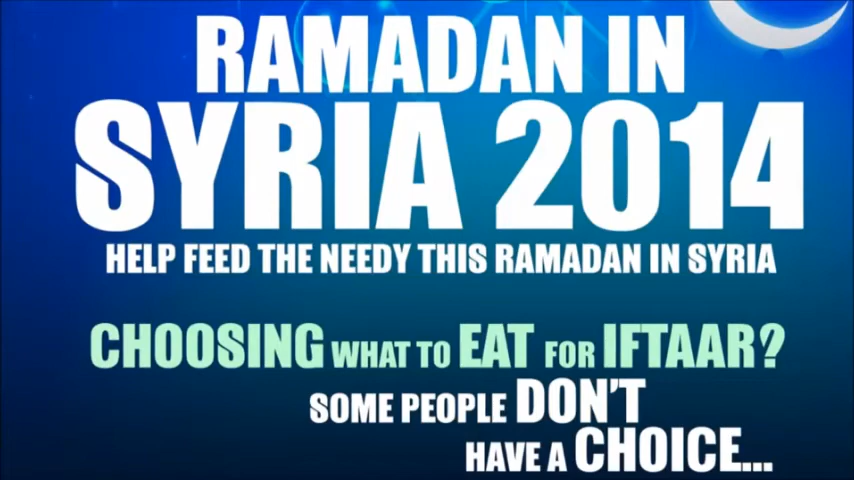 RAMADAN IN
SYRIA 2014
HELP FEED THE NEEDY THIS RAMADAN IN SYRIA
CHOOSING WHAT TO EAT FOR IFTAAR?
SOME PEOPLE DON'T
HAVE A CHOICE...